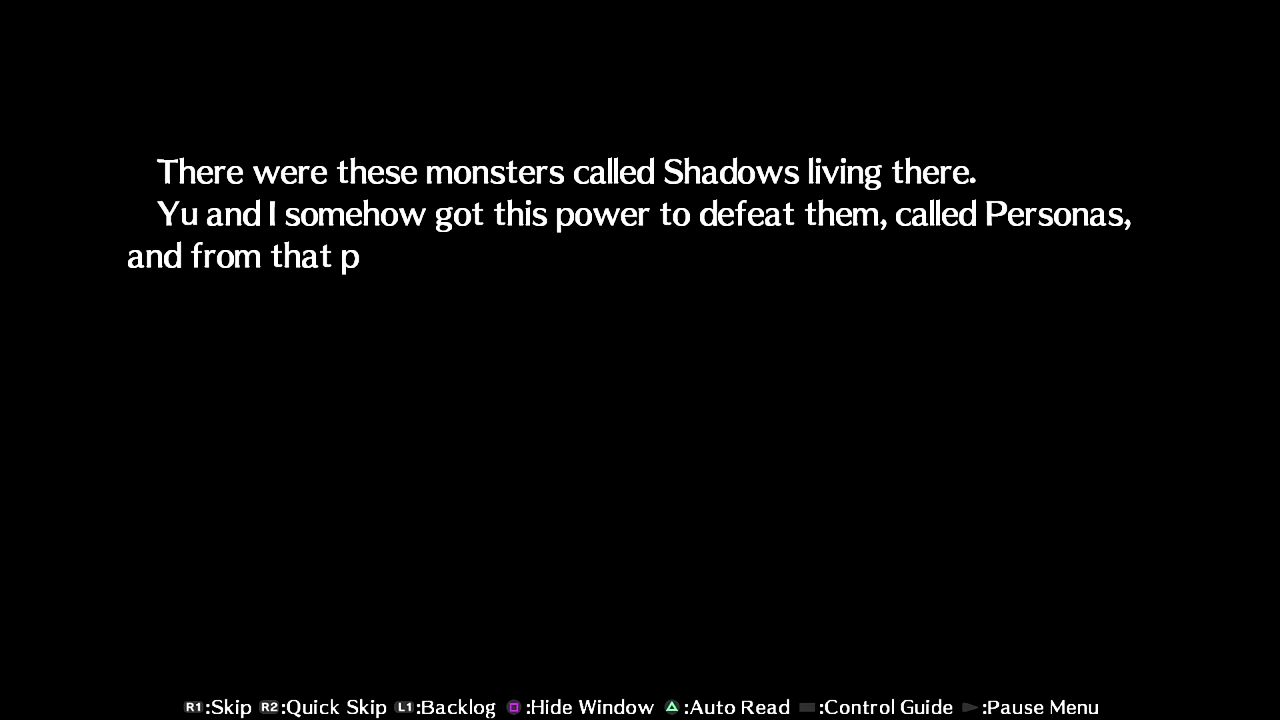 There were these monsters called Shadows living there.
Yu and I somehow got this power to defeat them, called Personas,
and from that p
R1:Skip R2:Quick Skip L1:Backlog :Hide Window :Auto Read :Control Guide :Pause Menu